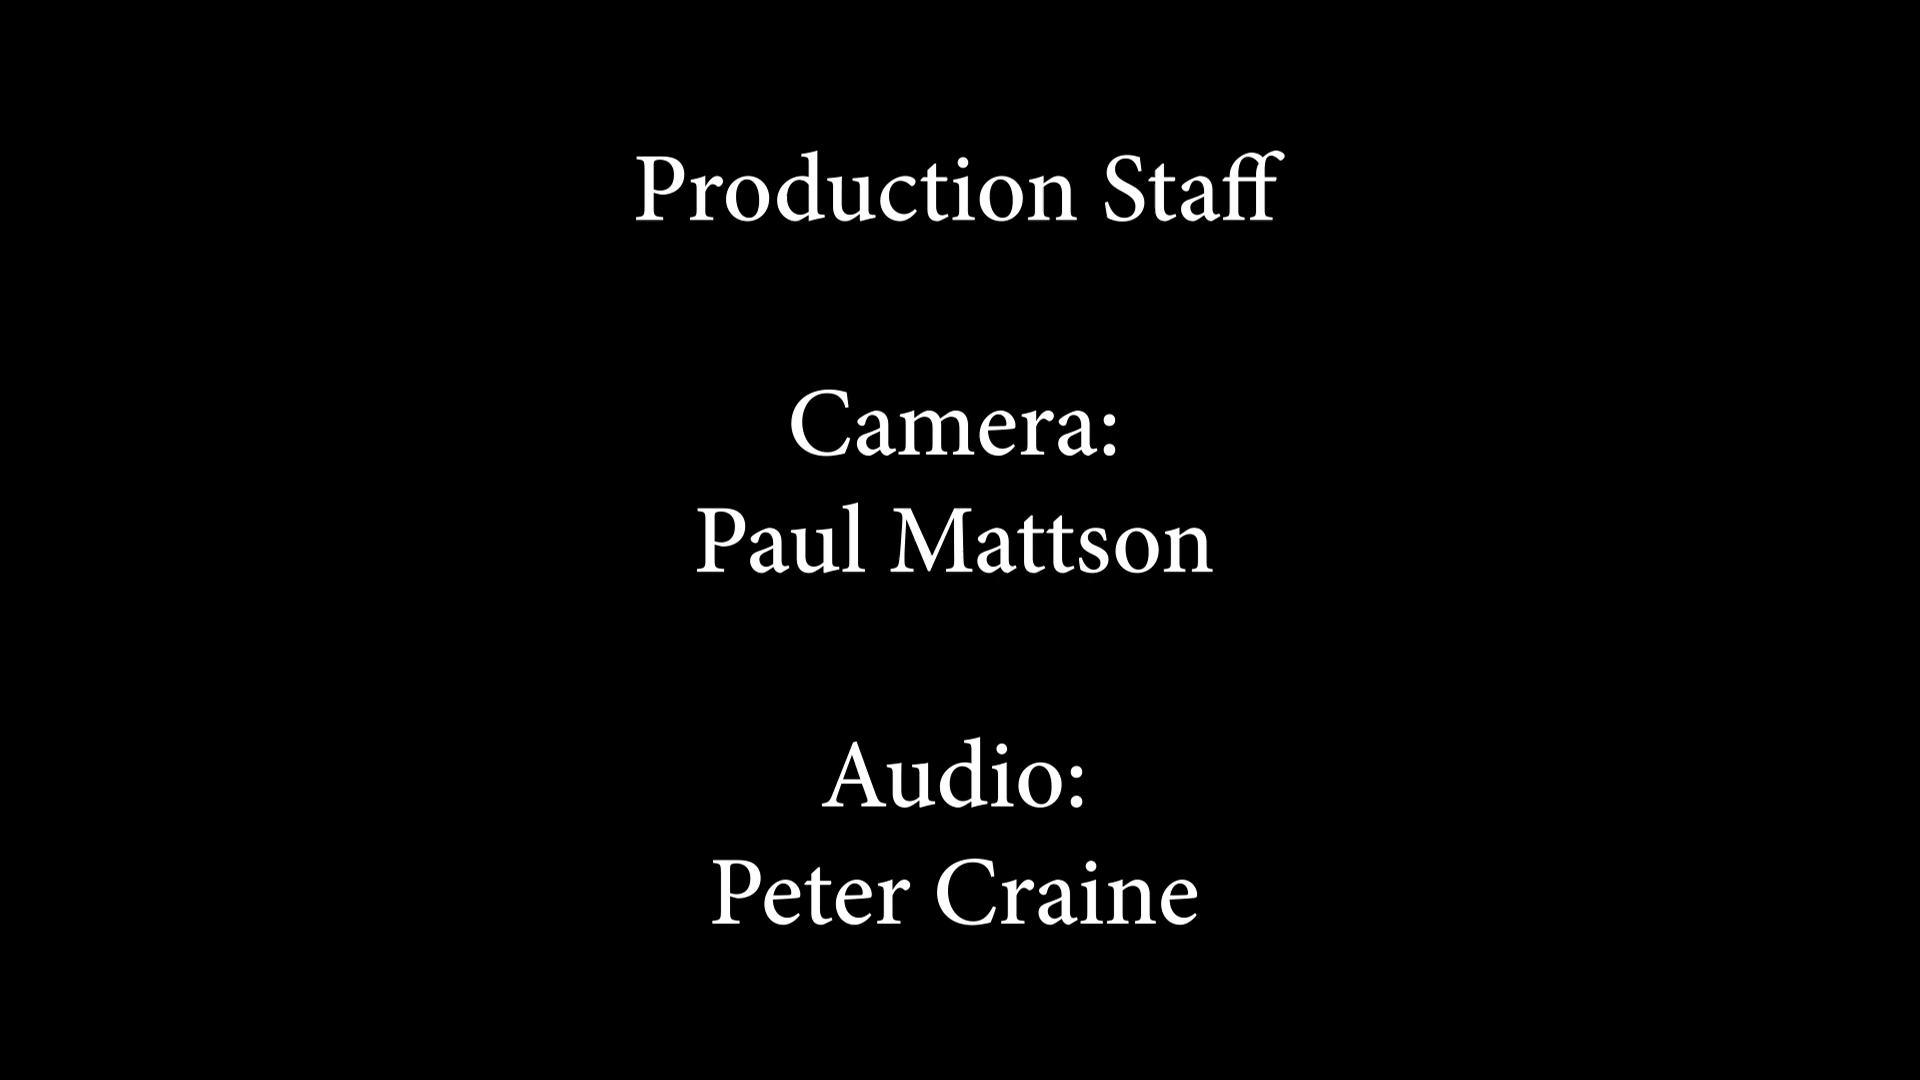 Production Staff
Camera:
Paul Mattson
Audio:
Peter Craine